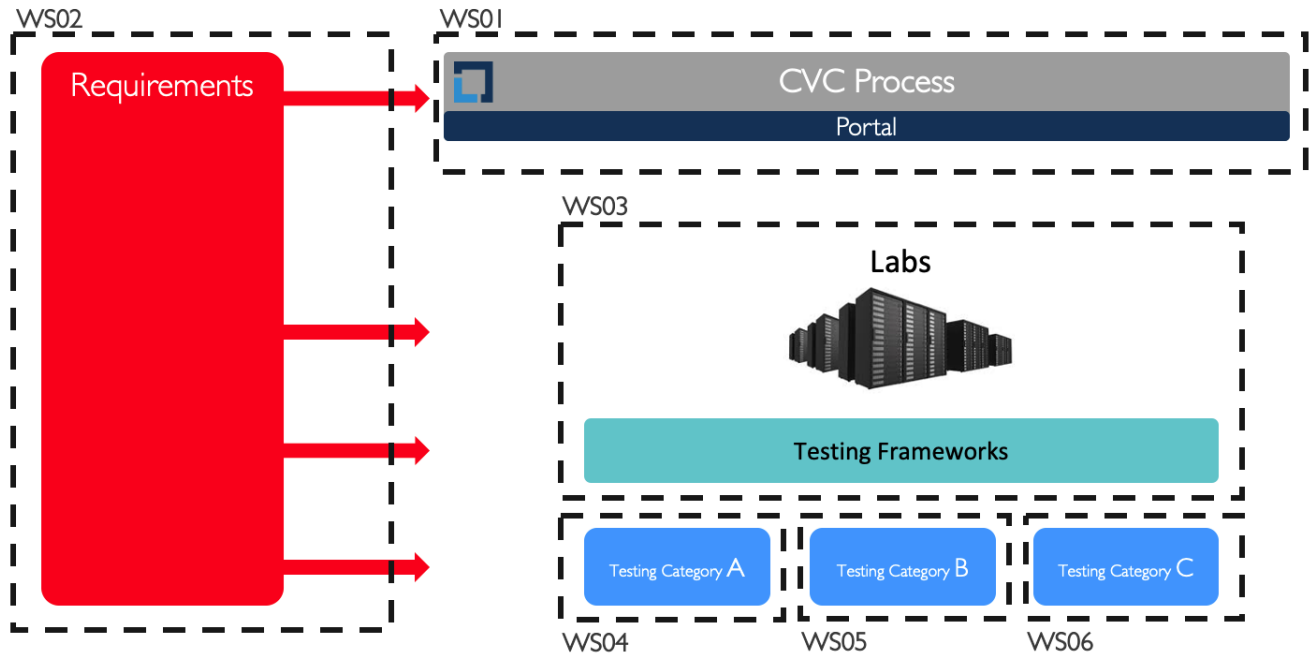 WS02
Requirements
WS01
CVC Process
Portal
WS03
Labs
Testing Frameworks
Testing Category A
Testing Category B
Testing Category C
WS04
WS05
WS06